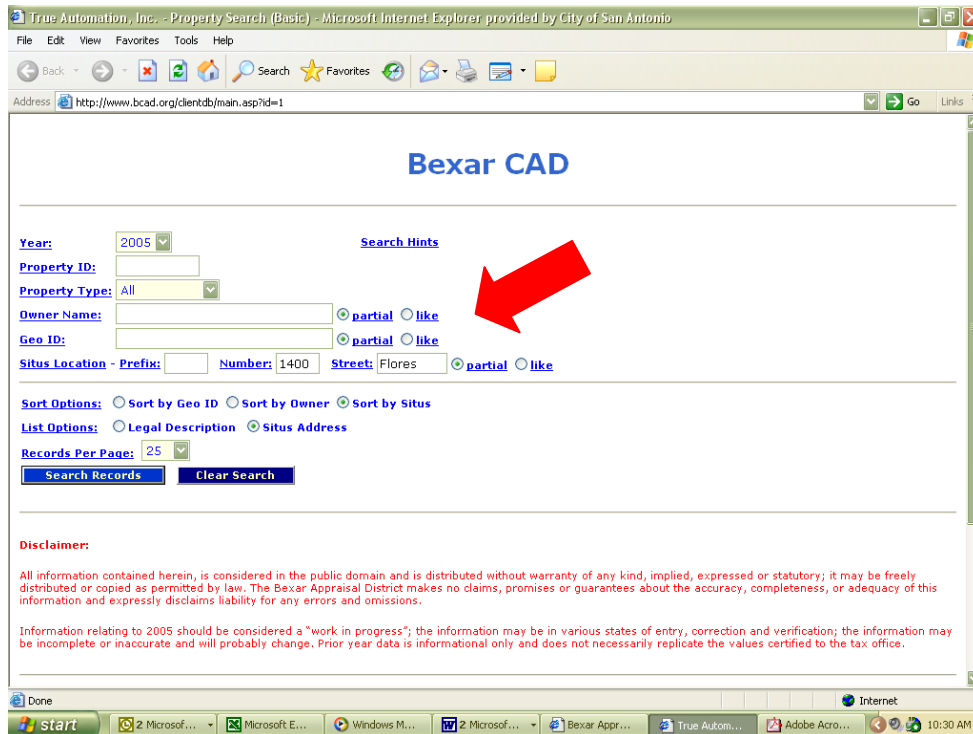 True Automation, Inc. - Property Search (Basic) - Microsoft Internet Explorer provided by City of San Antonio
File Edit View Favorites Tools Help
Back Search Favorites
Address http://www.bcad.org/clientdb/main.asp?id=1 Go Links
Bexar CAD
Year: 2005 Search Hints
Property ID:
Property Type: All
Owner Name: partial like
Geo ID: partial like
Situs Location - Prefix: Number: 1400 Street: Flores partial like
Sort Options: Sort by Geo ID Sort by Owner Sort by Situs
List Options: Legal Description Situs Address
Records Per Page: 25
Search Records Clear Search
Disclaimer:
All information contained herein, is considered in the public domain and is distributed without warranty of any kind, implied, expressed or statutory; it may be freely
distributed or copied as permitted by law. The Bexar Appraisal District makes no claims, promises or guarantees about the accuracy, completeness, or adequacy of this
information and expressly disclaims liability for any errors and omissions.
Information relating to 2005 should be considered a "work in progress"; the information may be in various states of entry, correction and verification; the information may
be incomplete or inaccurate and will probably change. Prior year data is informational only and does not necessarily replicate the values certified to the tax office.
Done Internet
start 2 Microsof... Microsoft E... Windows M... 2 Microsof... Bexar Appr... True Autom... Adobe Acro... 10:30 AM